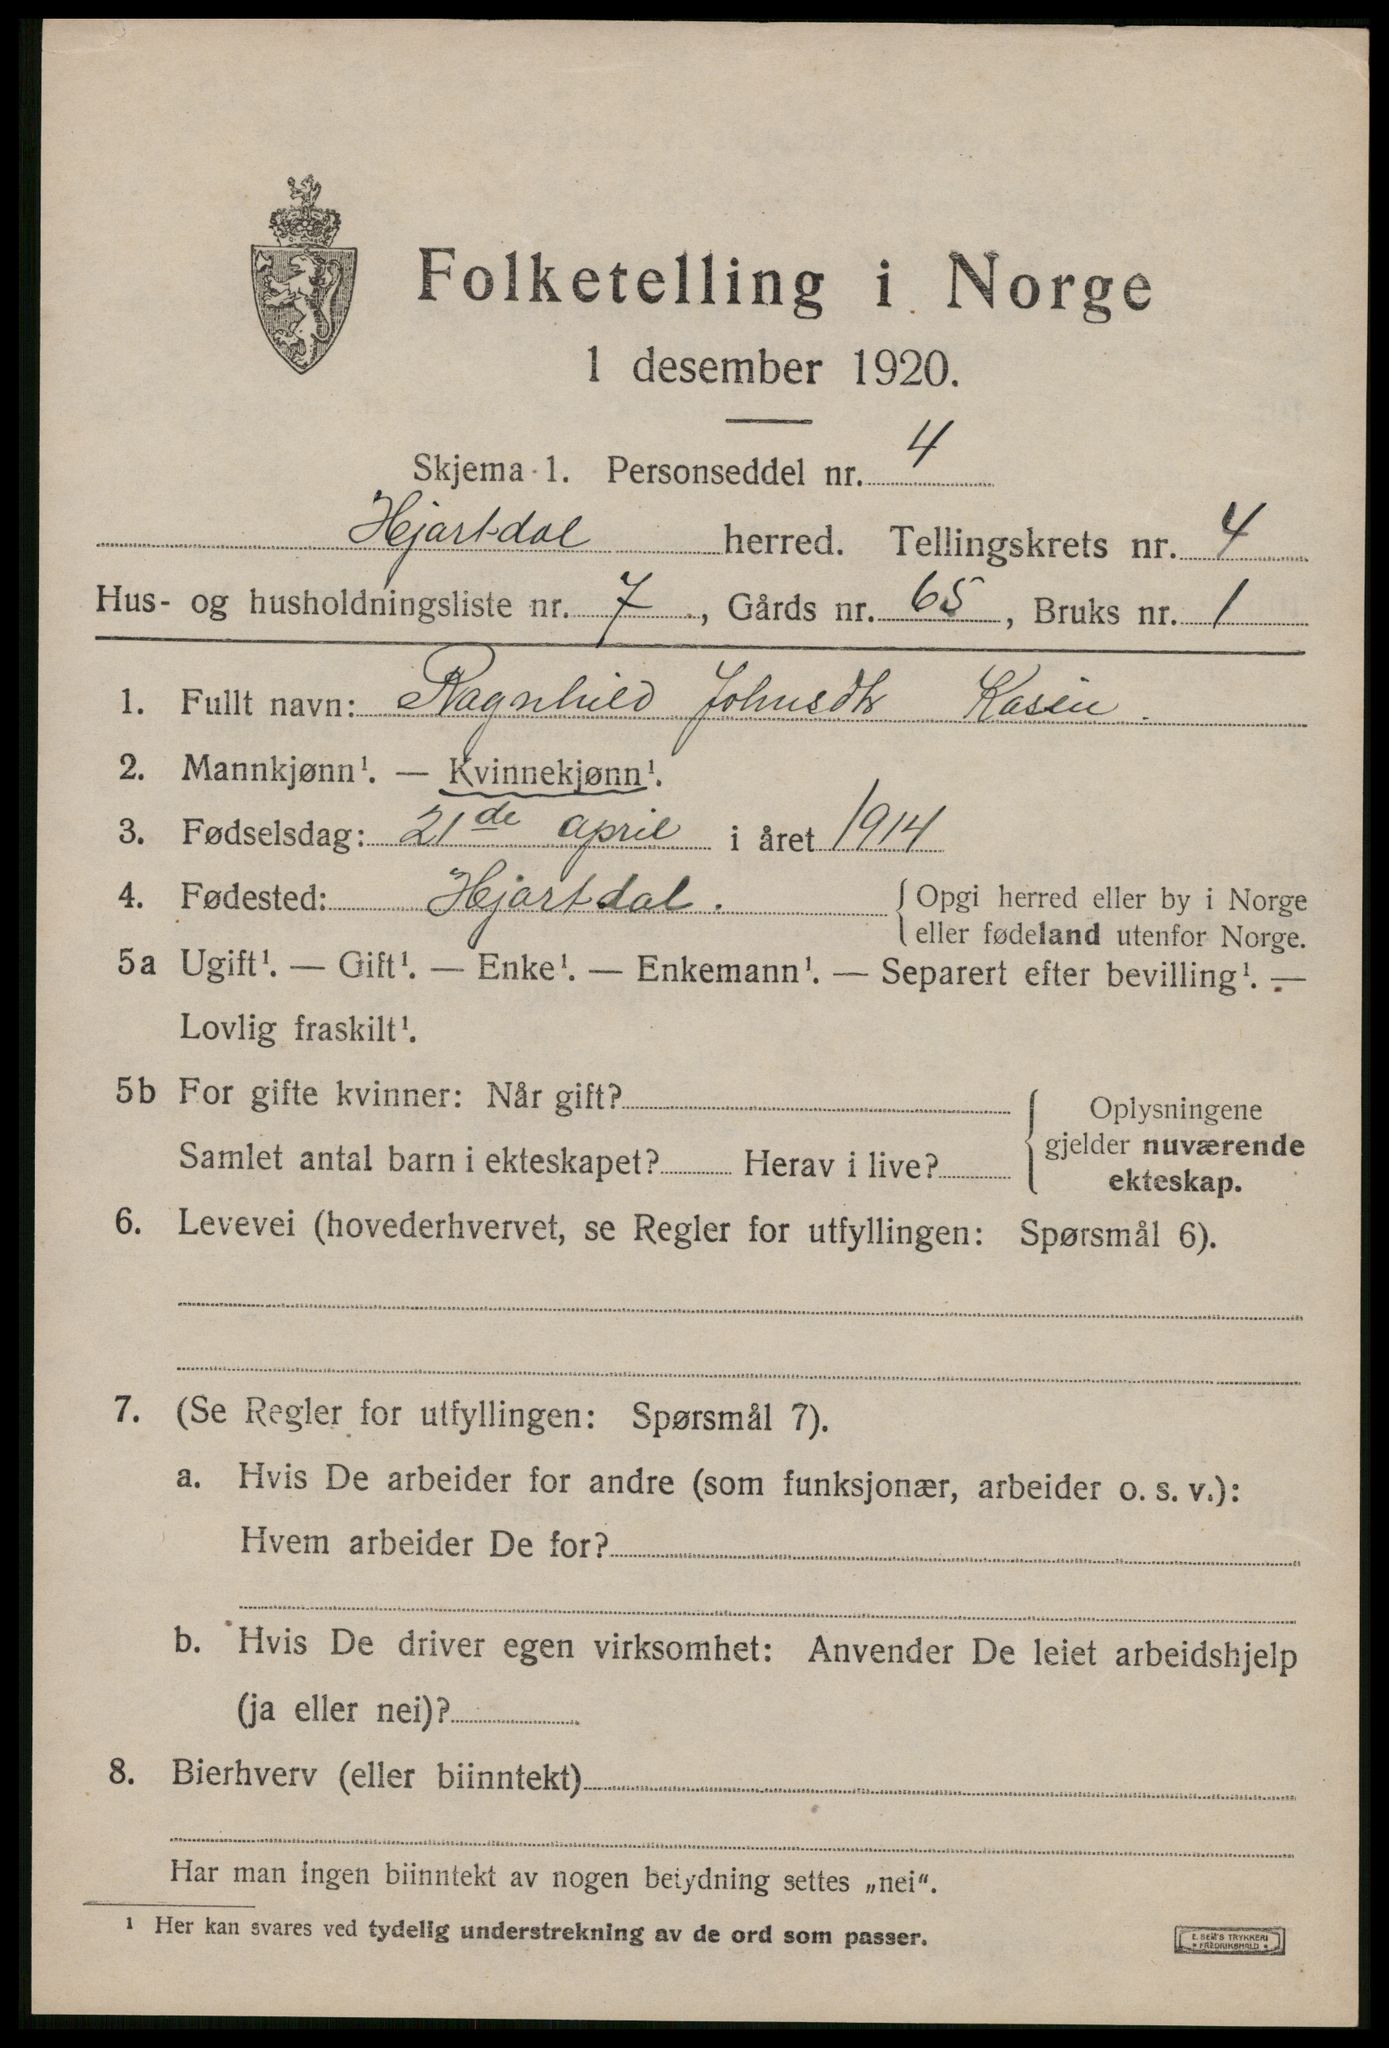 Folketelling i Norge
1 desember 1920.
Skjema 1. Personseddel nr. 4
Hjartdal herred. Tellingskrets nr. 4
Hus- og husholdningsliste nr. 7, Gårds nr. 65, Bruks nr. 1
1. Fullt navn: Ragnhild Johnsdtr Kasin.
2. Mannkjønn¹. — Kvinnekjønn¹.
3. Fødselsdag: 21de april i året 1914
4. Fødested: Hjartdal. { Opgi herred eller by i Norge
eller fødeland utenfor Norge.
5a Ugift¹. — Gift¹. — Enke¹. — Enkemann¹. — Separert efter bevilling¹. —
Lovlig fraskilt¹.
5b For gifte kvinner: Når gift? { Oplysningene
gjelder nuværende
Samlet antal barn i ekteskapet? Herav i live? ekteskap.
6. Levevei (hovederhvervet, se Regler for utfyllingen: Spørsmål 6).
7. (Se Regler for utfyllingen: Spørsmål 7).
a. Hvis De arbeider for andre (som funksjonær, arbeider o. s. v.):
Hvem arbeider De for?
b. Hvis De driver egen virksomhet: Anvender De leiet arbeidshjelp
(ja eller nei)?
8. Bierhverv (eller biinntekt)
Har man ingen biinntekt av nogen betydning settes „nei“.
¹ Her kan svares ved tydelig understrekning av de ord som passer.
E. SEM'S TRYKKERI
• FREDRIKSHALD •